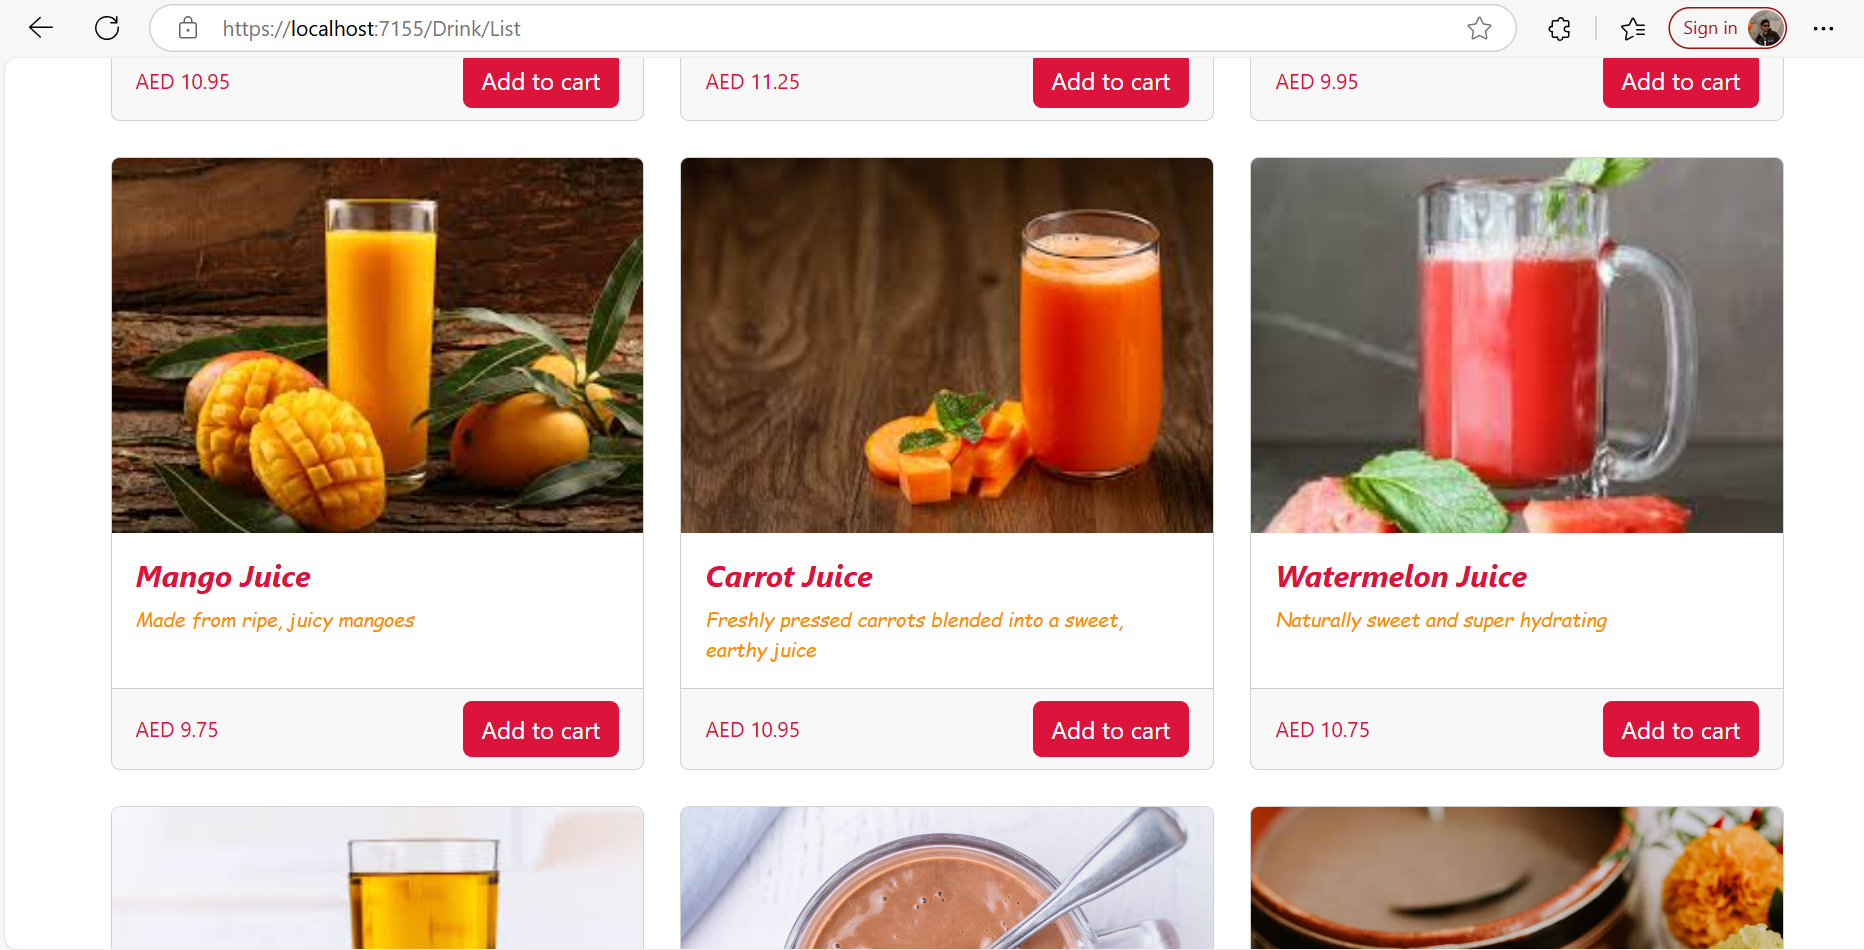 https://localhost:7155/Drink/List
Sign in
AED 10.95
Add to cart
AED 11.25
Add to cart
AED 9.95
Add to cart
Mango Juice
Made from ripe, juicy mangoes
AED 9.75
Add to cart
Carrot Juice
Freshly pressed carrots blended into a sweet,
earthy juice
AED 10.95
Add to cart
Watermelon Juice
Naturally sweet and super hydrating
AED 10.75
Add to cart